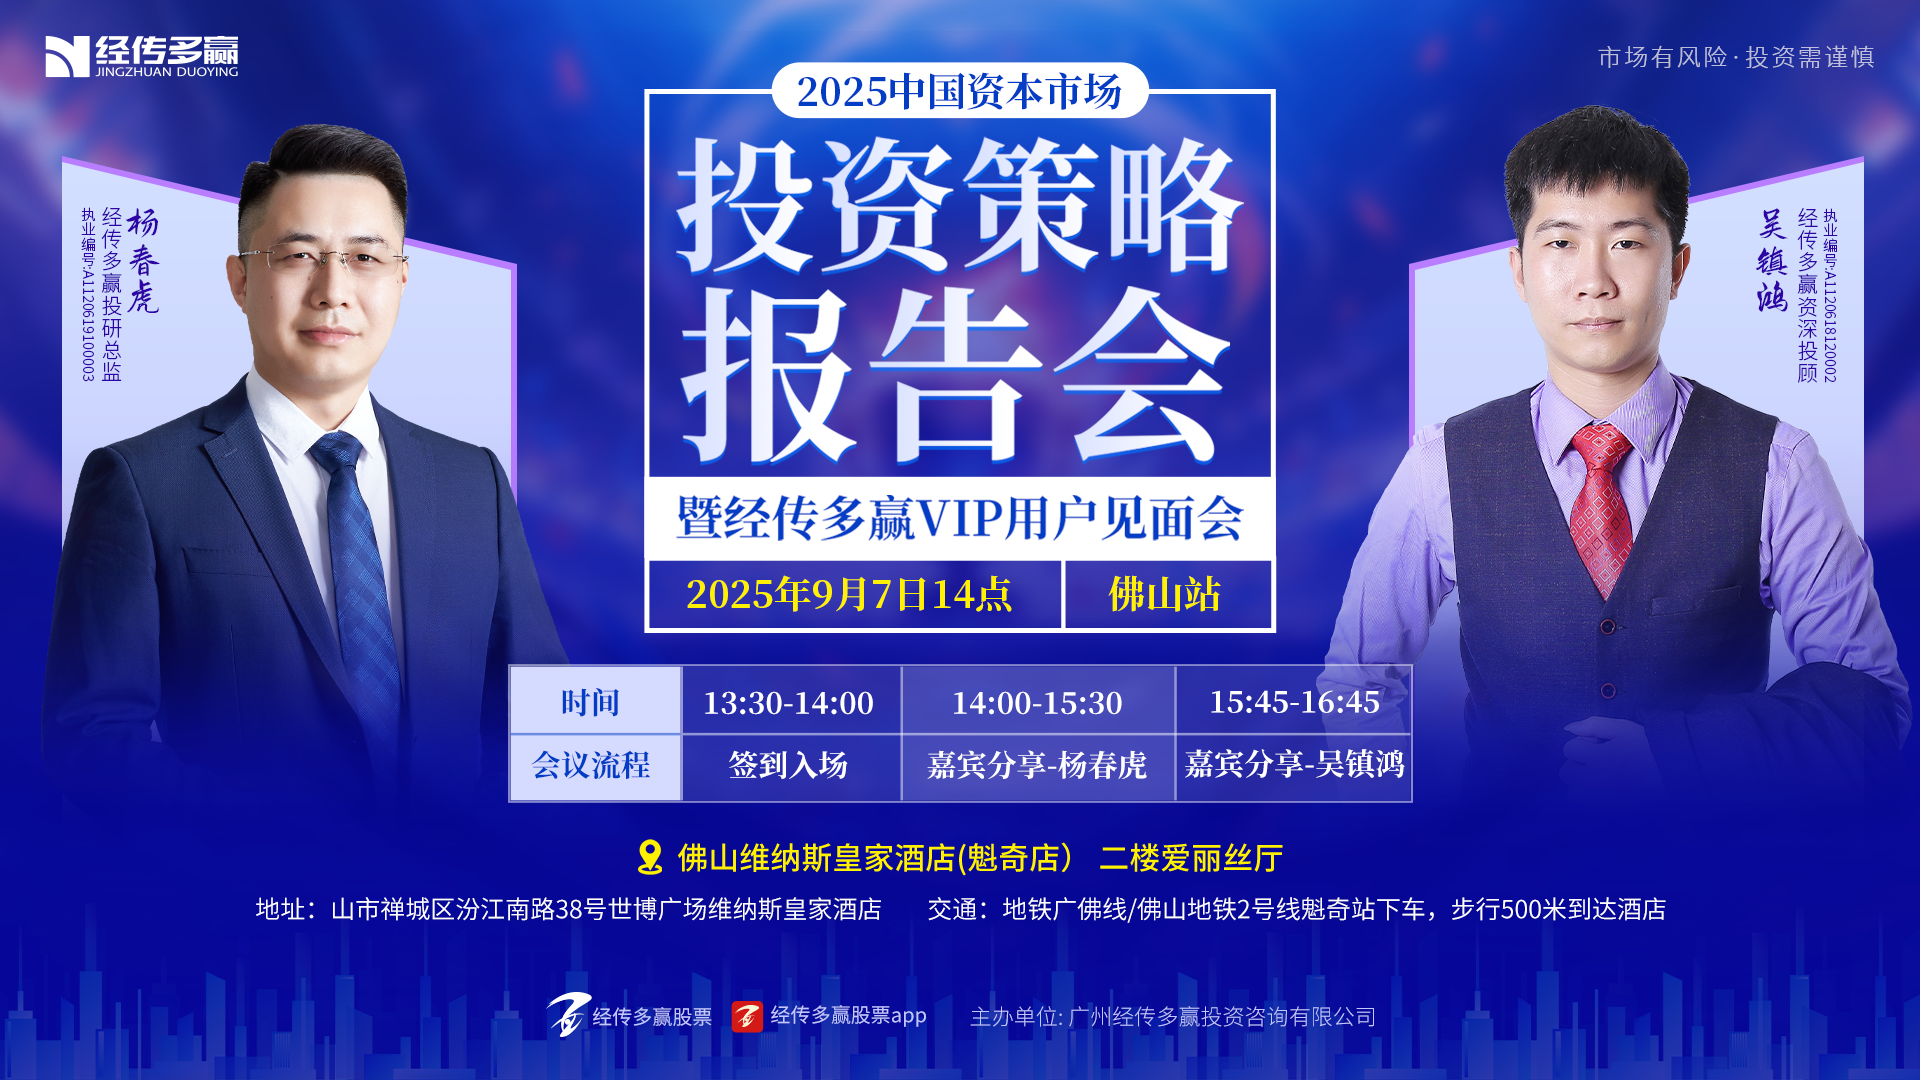 经传多赢
JINGZHUAN DUOYING
市场有风险·投资需谨慎
2025中国资本市场
投资策略
报告会
暨经传多赢VIP用户见面会
2025年9月7日14点
佛山站
杨春虎
经传多赢投研总监
执业编号:A1120619100003
吴镇鸿
经传多赢资深投顾
执业编号:A1120618120002
时间 13:30-14:00 14:00-15:30 15:45-16:45
会议流程 签到入场 嘉宾分享-杨春虎 嘉宾分享-吴镇鸿
佛山维纳斯皇家酒店(魁奇店） 二楼爱丽丝厅
地址：山市禅城区汾江南路38号世博广场维纳斯皇家酒店 交通：地铁广佛线/佛山地铁2号线魁奇站下车，步行500米到达酒店
经传多赢股票 经传多赢股票app 主办单位: 广州经传多赢投资咨询有限公司